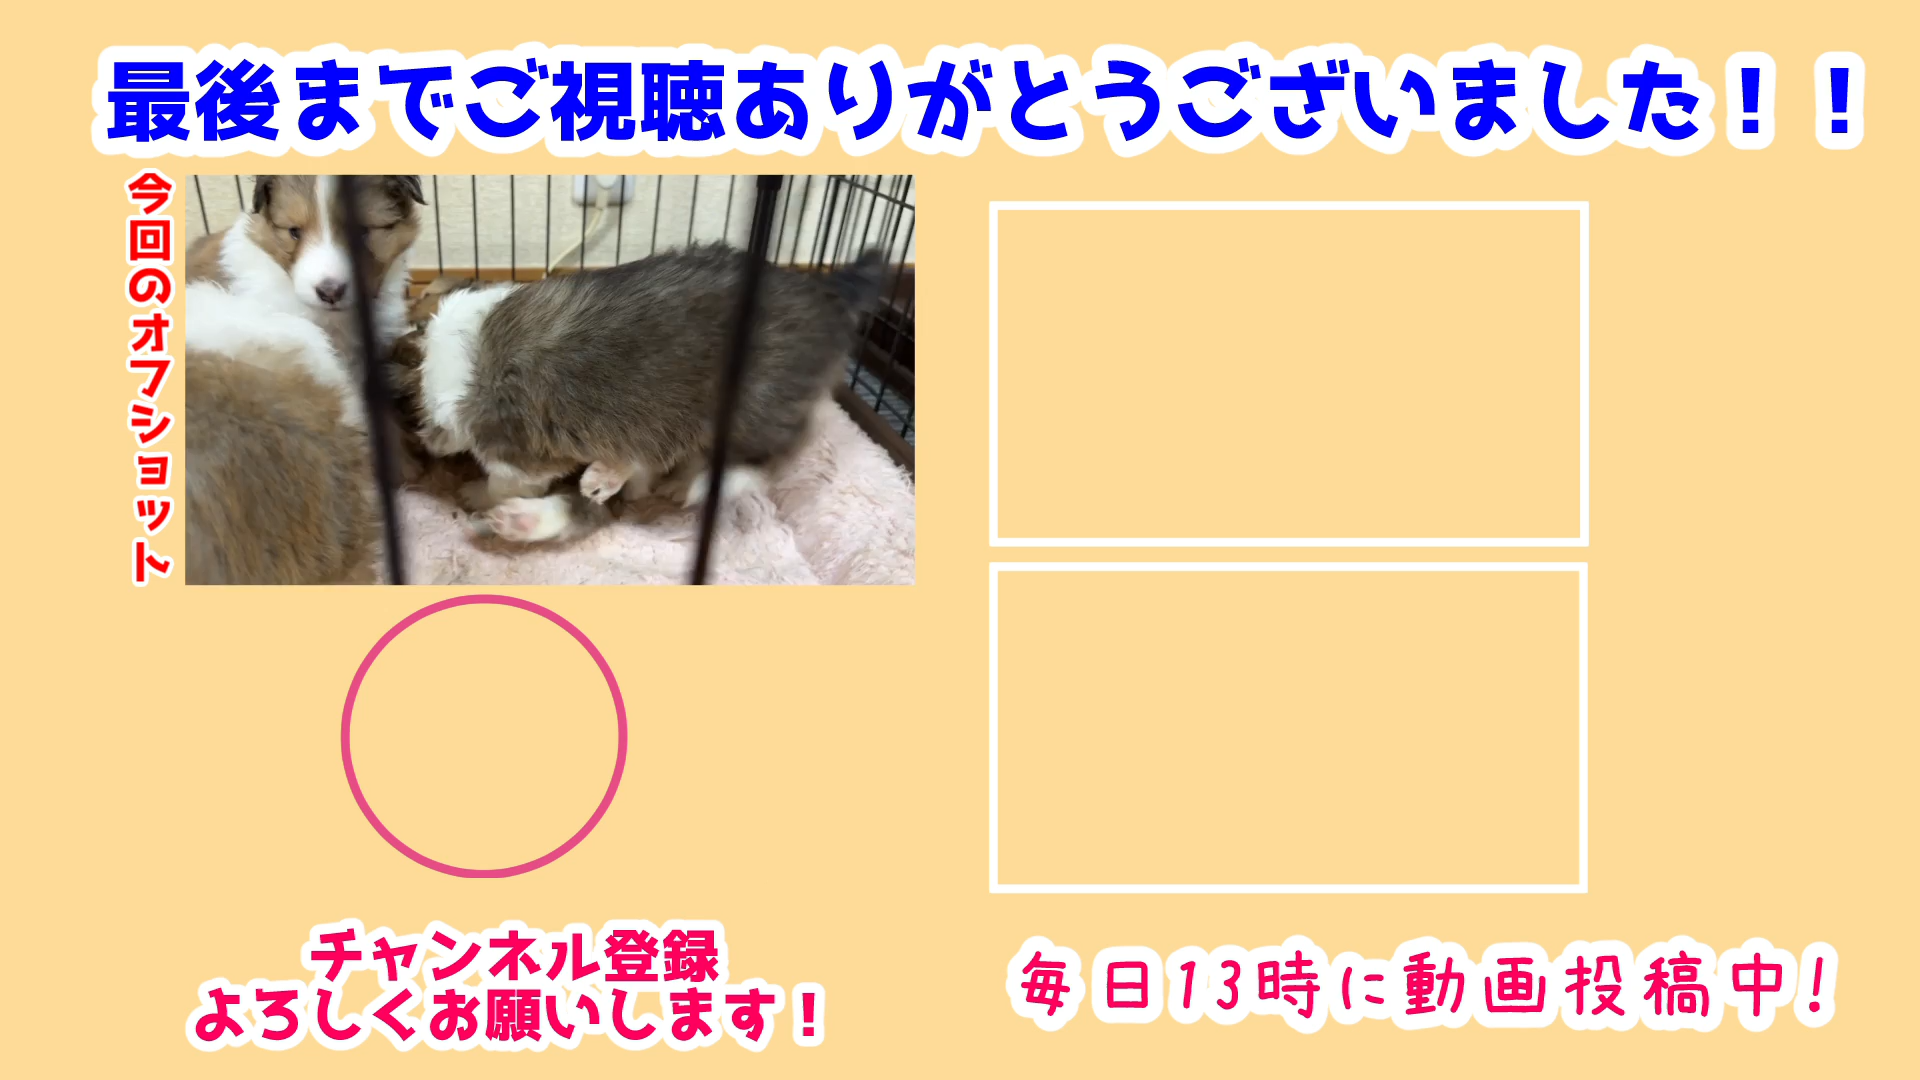 最後までご視聴ありがとうございました！！
今回のオフショット
チャンネル登録
よろしくお願いします！
毎日13時に動画投稿中！